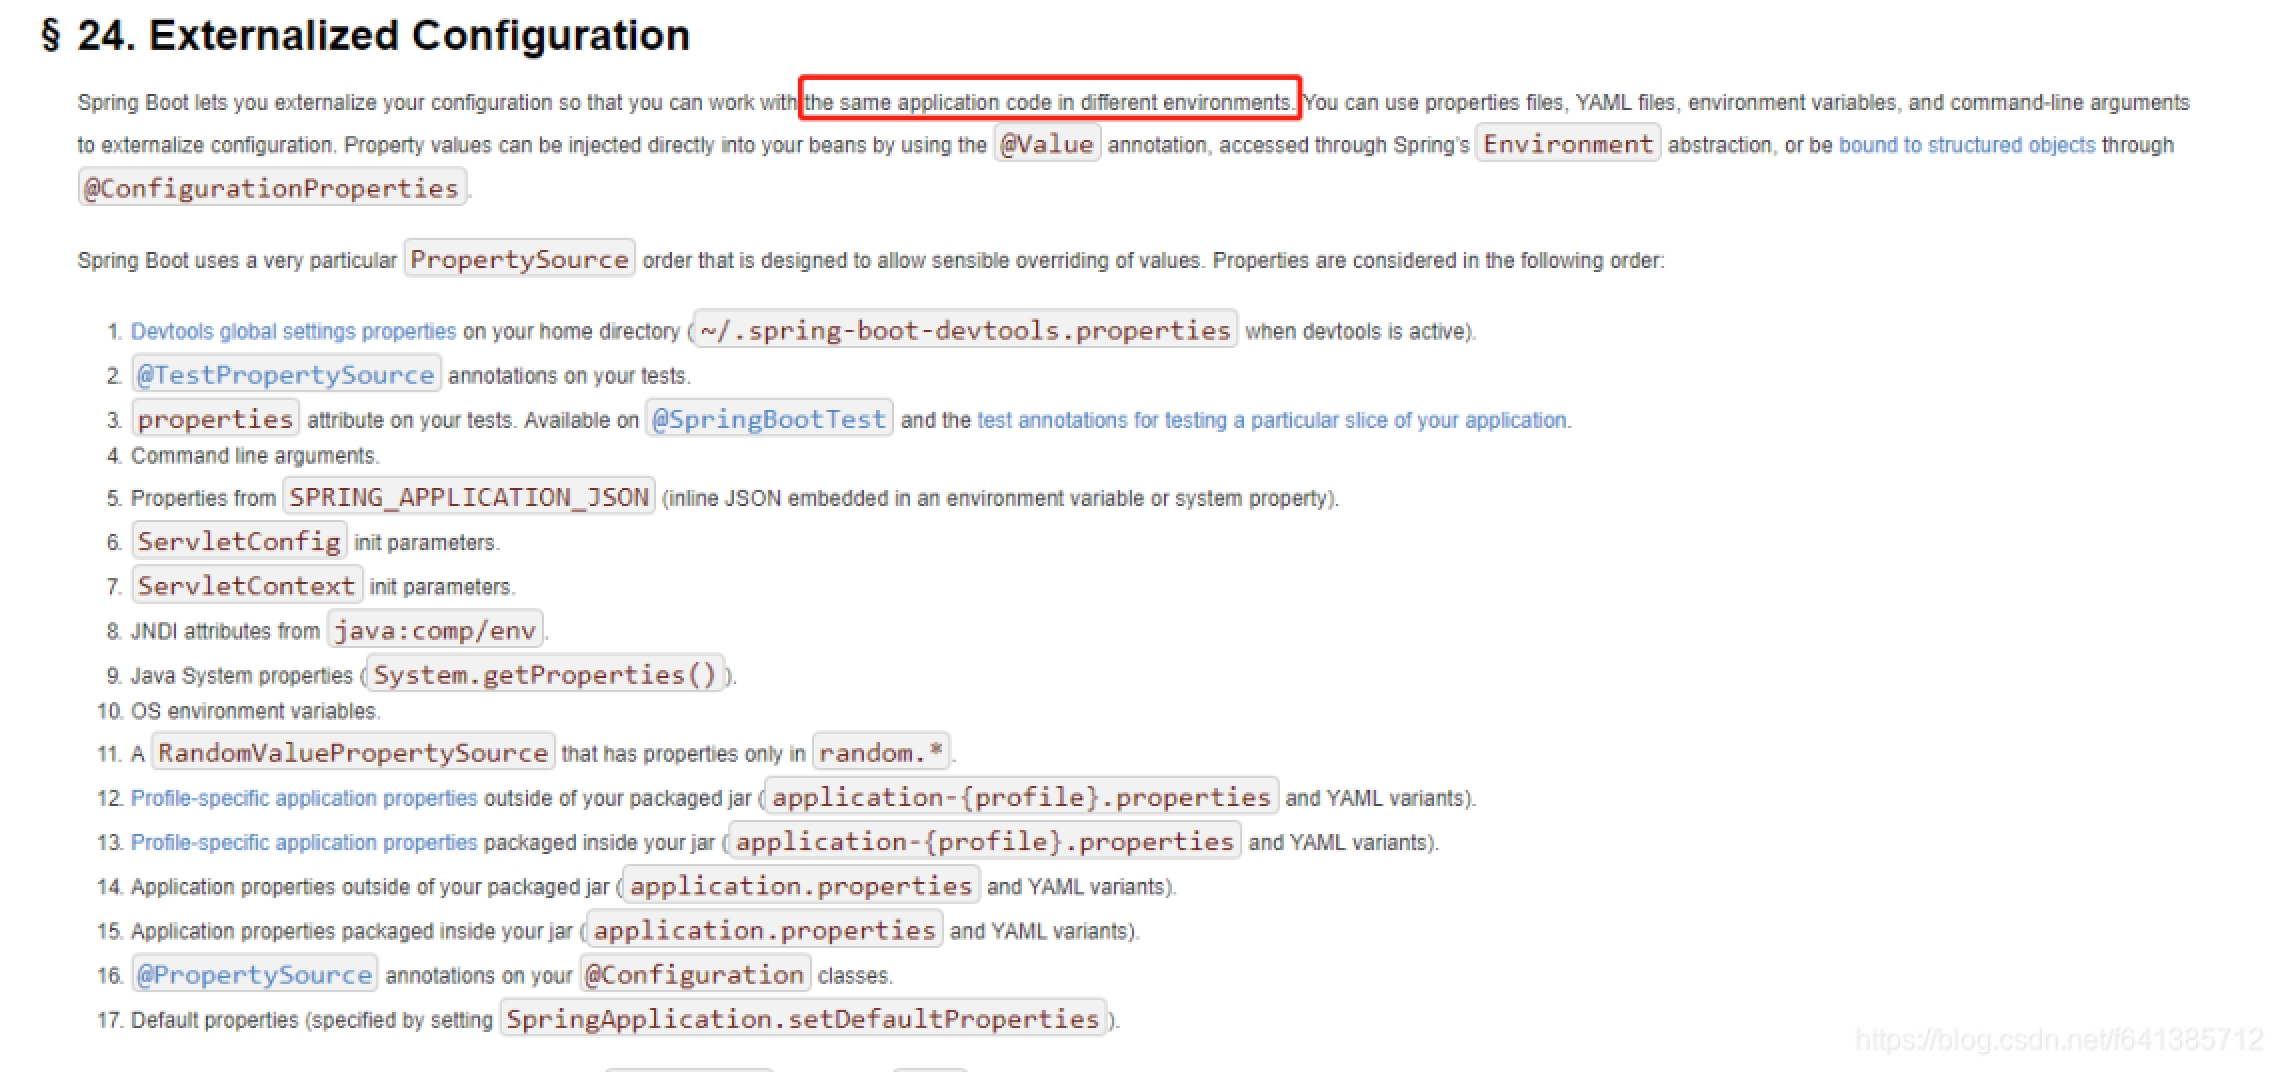 § 24. Externalized Configuration
Spring Boot lets you externalize your configuration so that you can work with the same application code in different environments. You can use properties files, YAML files, environment variables, and command-line arguments
to externalize configuration. Property values can be injected directly into your beans by using the @Value annotation, accessed through Spring's Environment abstraction, or be bound to structured objects through
@ConfigurationProperties.
Spring Boot uses a very particular PropertySource order that is designed to allow sensible overriding of values. Properties are considered in the following order:
1. Devtools global settings properties on your home directory (~/.spring-boot-devtools.properties when devtools is active).
2. @TestPropertySource annotations on your tests.
3. properties attribute on your tests. Available on @SpringBootTest and the test annotations for testing a particular slice of your application.
4. Command line arguments.
5. Properties from SPRING_APPLICATION_JSON (inline JSON embedded in an environment variable or system property).
6. ServletConfig init parameters.
7. ServletContext init parameters.
8. JNDI attributes from java:comp/env.
9. Java System properties (System.getProperties()).
10. OS environment variables.
11. A RandomValuePropertySource that has properties only in random.*.
12. Profile-specific application properties outside of your packaged jar (application-{profile}.properties and YAML variants).
13. Profile-specific application properties packaged inside your jar (application-{profile}.properties and YAML variants).
14. Application properties outside of your packaged jar (application.properties and YAML variants).
15. Application properties packaged inside your jar (application.properties and YAML variants).
16. @PropertySource annotations on your @Configuration classes.
17. Default properties (specified by setting SpringApplication.setDefaultProperties).
https://blog.csdn.net/f641385712